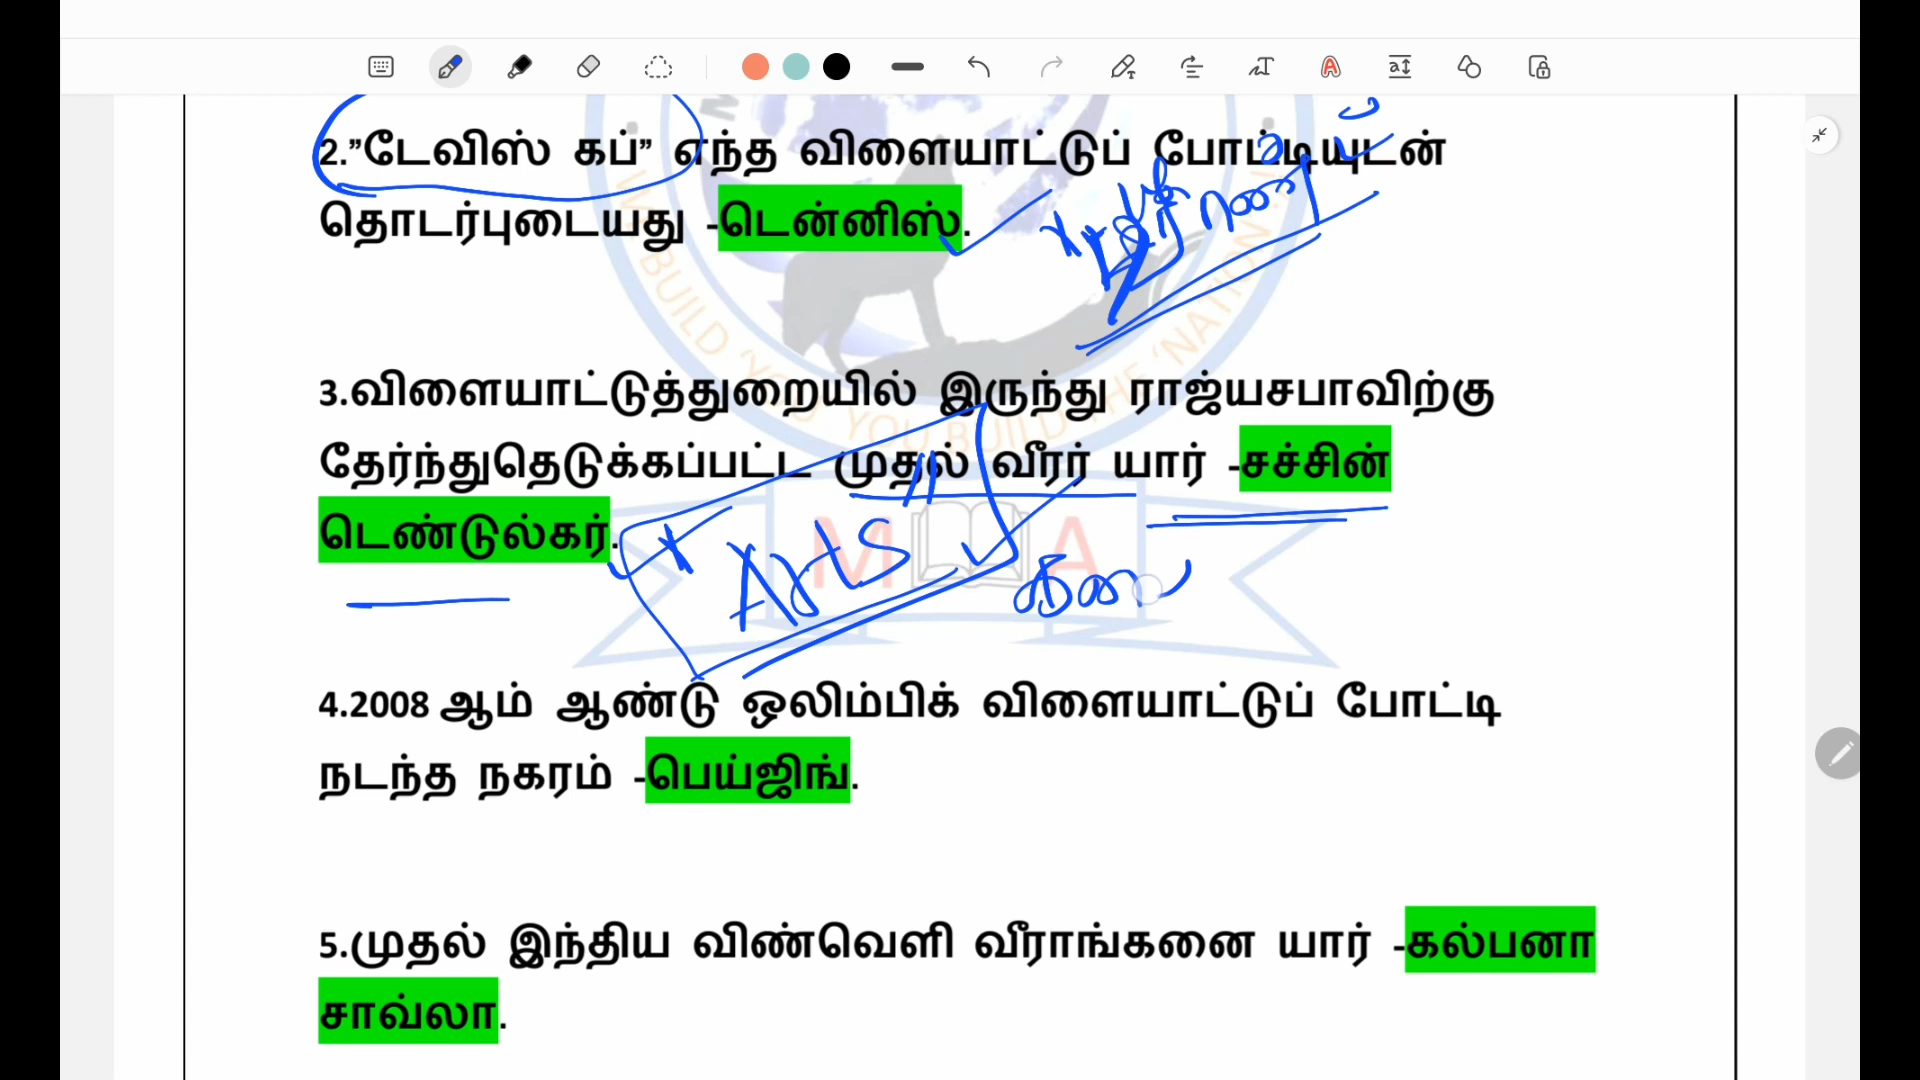 2.”டேவிஸ் கப்” எந்த விளையாட்டுப் போட்டியுடன்
தொடர்புடையது -டென்னிஸ்.
3.விளையாட்டுத்துறையில் இருந்து ராஜ்யசபாவிற்கு
தேர்ந்துதெடுக்கப்பட்ட முதல் வீரர் யார் -சச்சின்
டெண்டுல்கர்.
Arts
M A
4.2008 ஆம் ஆண்டு ஒலிம்பிக் விளையாட்டுப் போட்டி
நடந்த நகரம் -பெய்ஜிங்.
5.முதல் இந்திய விண்வெளி வீராங்கனை யார் -கல்பனா
சாவ்லா.